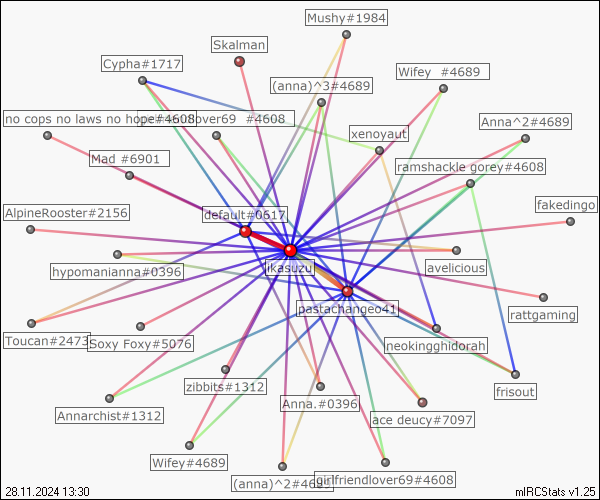 Mushy#1984
Skalman
Cypha#1717
(anna)^3#4689
Wifey #4689
no cops no laws no hope#4608
lover69 #4608
Anna^2#4689
xenoyaut
Mad #6901
ramshackle gorey#4608
AlpineRooster#2156
default#0617
fakedingo
hypomanianna#0396
ikasuzu
avelicious
pastachange041
rattgaming
Toucan#2473
Soxy Foxy#5076
neokingghidorah
zibbits#1312
frisout
Annarchist#1312
Anna.#0396
ace deucy#7097
Wifey#4689
(anna)^2#4689
girlfriendlover69#4608
28.11.2024 13:30
mIRCStats v1.25